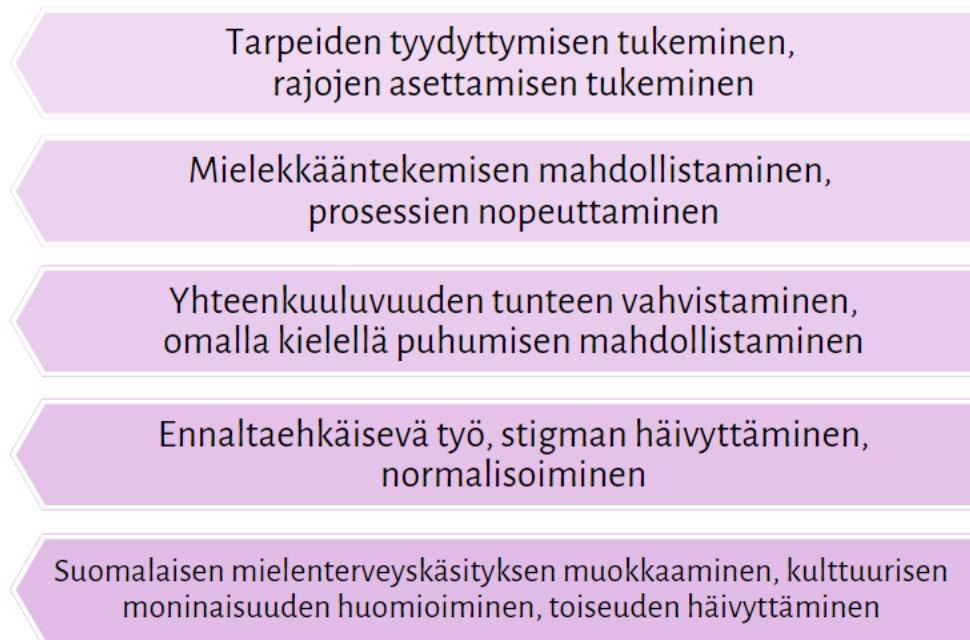 Tarpeiden tyydyttymisen tukeminen,
rajojen asettamisen tukeminen
Mielekkääntekemisen mahdollistaminen,
prosessien nopeuttaminen
Yhteenkuuluvuuden tunteen vahvistaminen,
omalla kielellä puhumisen mahdollistaminen
Ennaltaehkäisevä työ, stigman häivyttäminen,
normalisoiminen
Suomalaisen mielenterveyskäsityksen muokkaaminen, kulttuurisen
moninaisuuden huomioiminen, toiseuden häivyttäminen